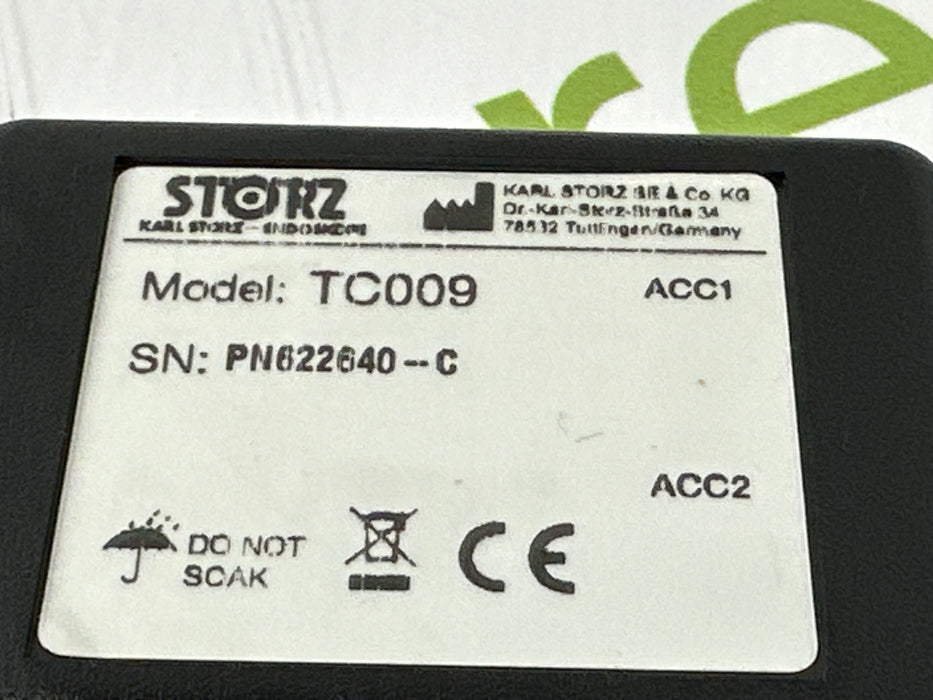 STORZ
KARL STORZ – ENDOSKOPE
KARL STORZ SE & Co. KG
Dr.-Karl-Storz-Straße 34
78532 Tuttlingen/Germany
Model: TC009
ACC1
SN: PN622640--C
ACC2
DO NOT
SOAK
CE
re